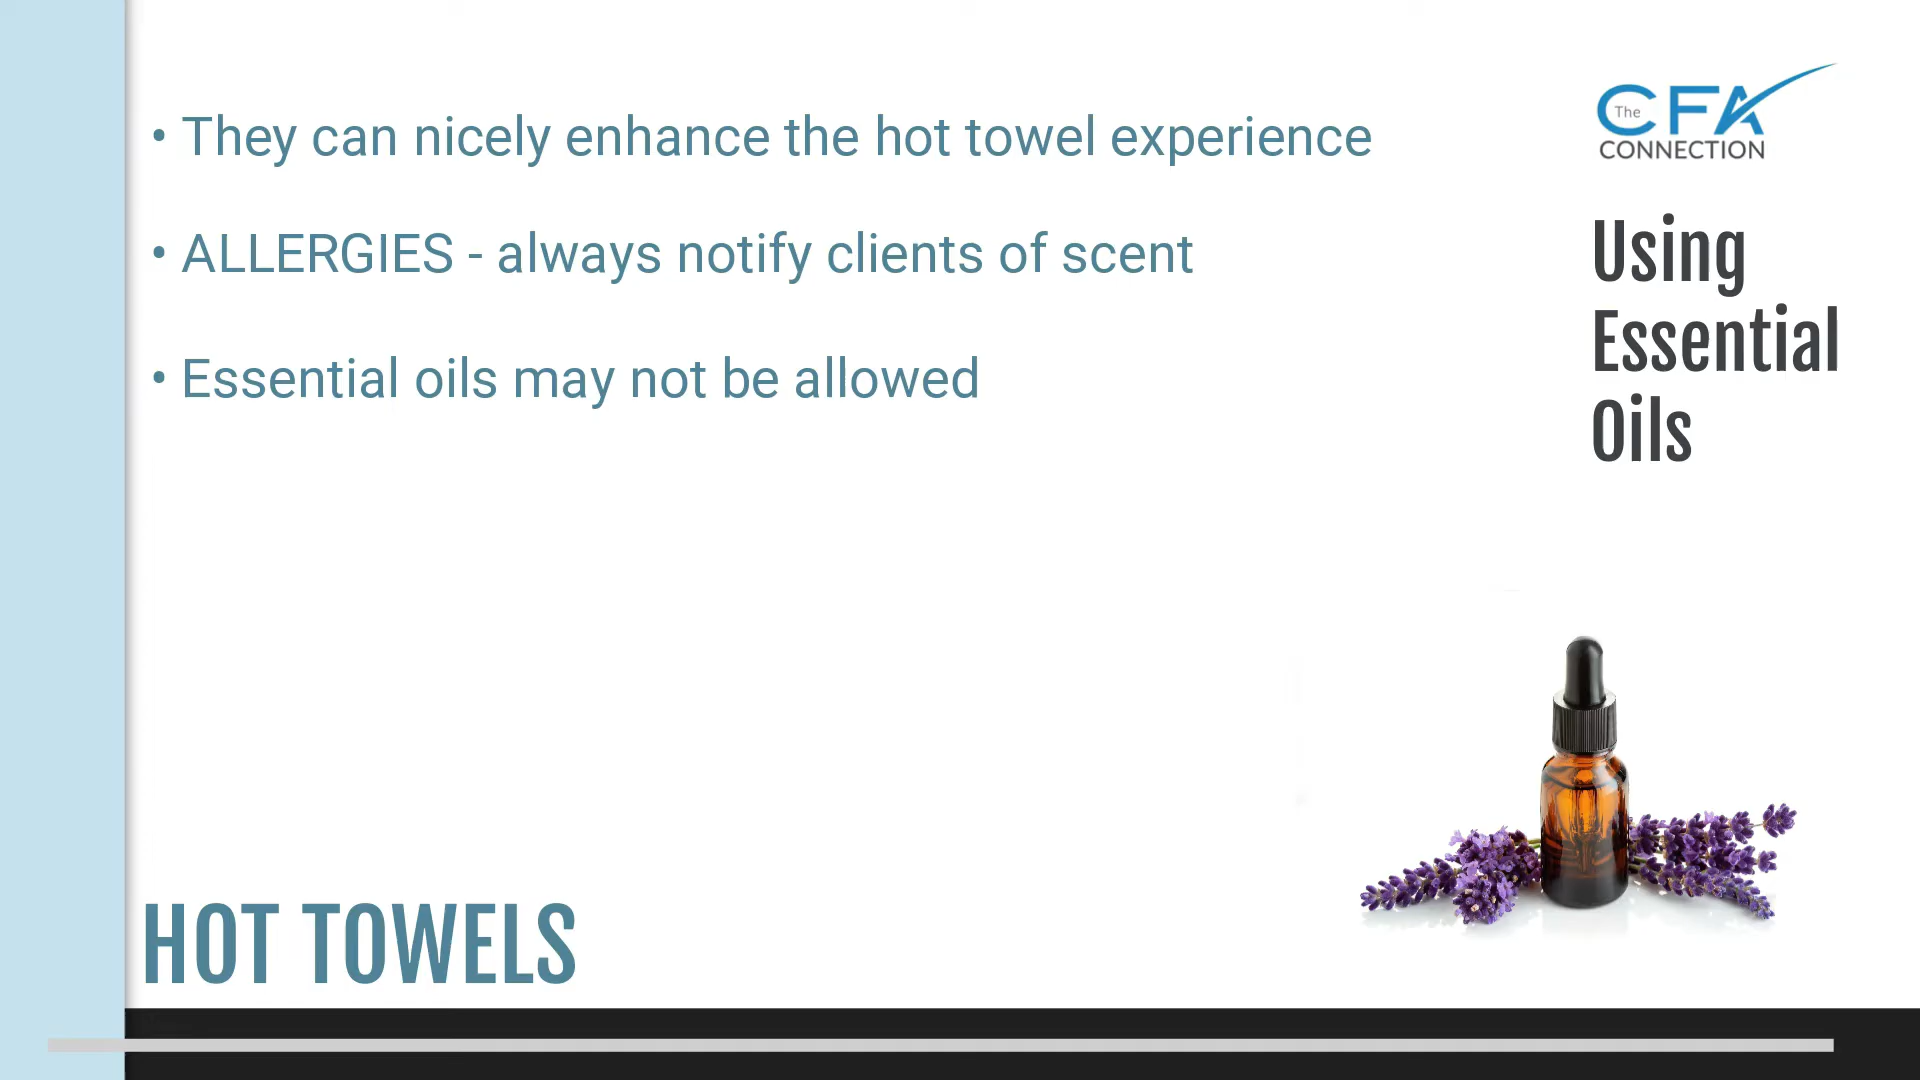 • They can nicely enhance the hot towel experience
• ALLERGIES - always notify clients of scent
• Essential oils may not be allowed
The CFA
CONNECTION
Using
Essential
Oils
HOT TOWELS